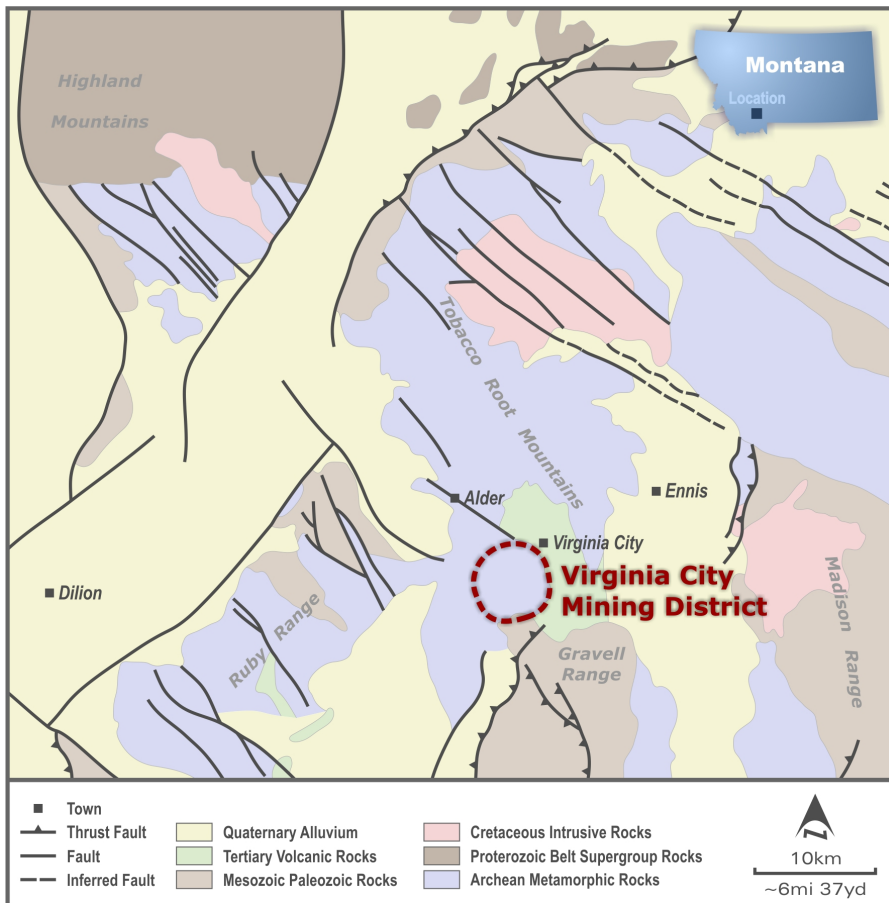 Highland
Mountains
Montana
Location
Tobacco Root Mountains
Alder
Ennis
Virginia City
Virginia City
Mining District
Dilion
Ruby Range
Gravell
Range
Madison Range
Town
Thrust Fault
Fault
Inferred Fault
Quaternary Alluvium
Tertiary Volcanic Rocks
Mesozoic Paleozoic Rocks
Cretaceous Intrusive Rocks
Proterozoic Belt Supergroup Rocks
Archean Metamorphic Rocks
N
10km
~6mi 37yd